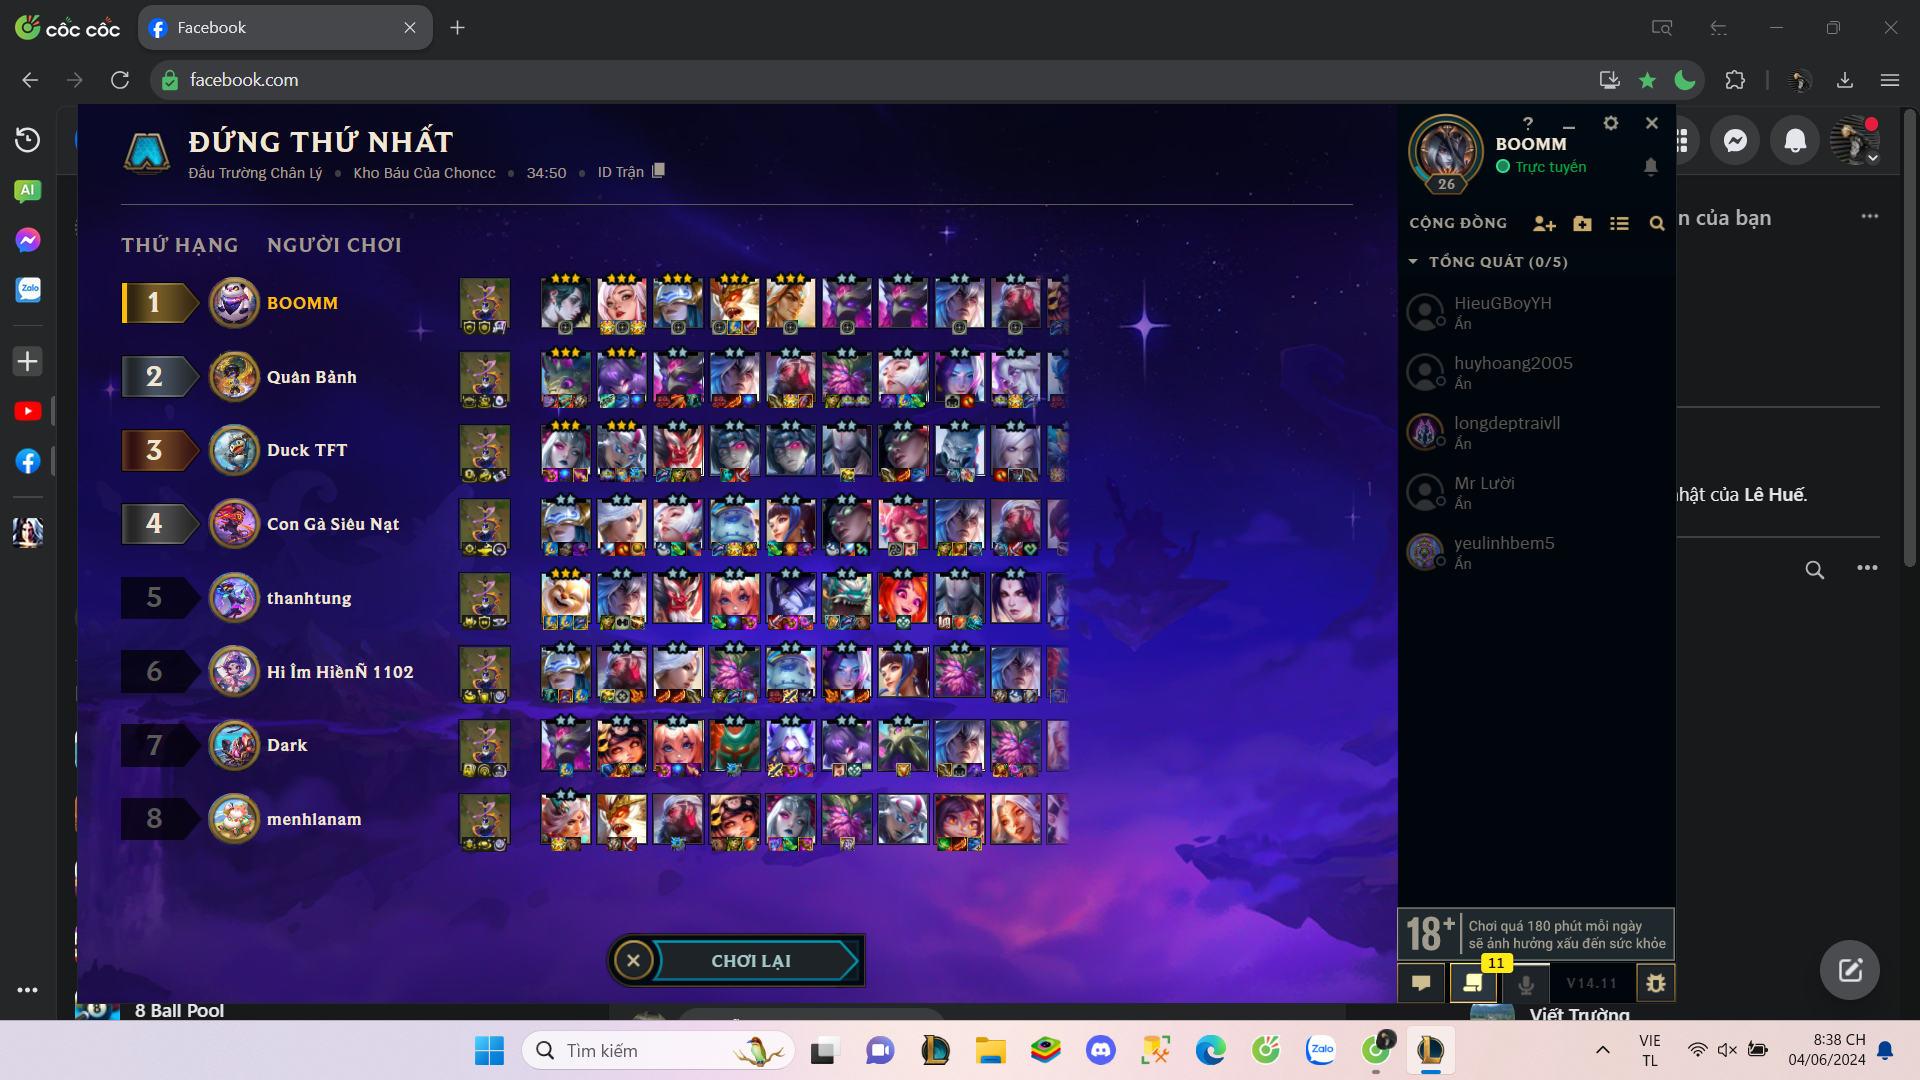 cốc cốc
Facebook
facebook.com
ĐỨNG THỨ NHẤT
Đấu Trường Chân Lý • Kho Báu Của Choncc • 34:50 • ID Trận
THỨ HẠNG NGƯỜI CHƠI
1 BOOMM
2 Quân Bảnh
3 Duck TFT
4 Con Gà Siêu Nạt
5 thanhtung
6 Hi Îm HiềnÑ 1102
7 Dark
8 menhlanam
CHƠI LẠI
BOOMM
Trực tuyến
26
CỘNG ĐỒNG
TỔNG QUÁT (0/5)
HieuGBoyYH
Ẩn
huyhoang2005
Ẩn
longdeptraivll
Ẩn
Mr Lười
Ẩn
yeulinhbem5
Ẩn
18+
Chơi quá 180 phút mỗi ngày
sẽ ảnh hưởng xấu đến sức khỏe
11
V14.11
n của bạn
hật của Lê Huế.
AI
Zalo
8 Ball Pool
Viết Trường
Tìm kiếm
Zalo
VIE
TL
8:38 CH
04/06/2024